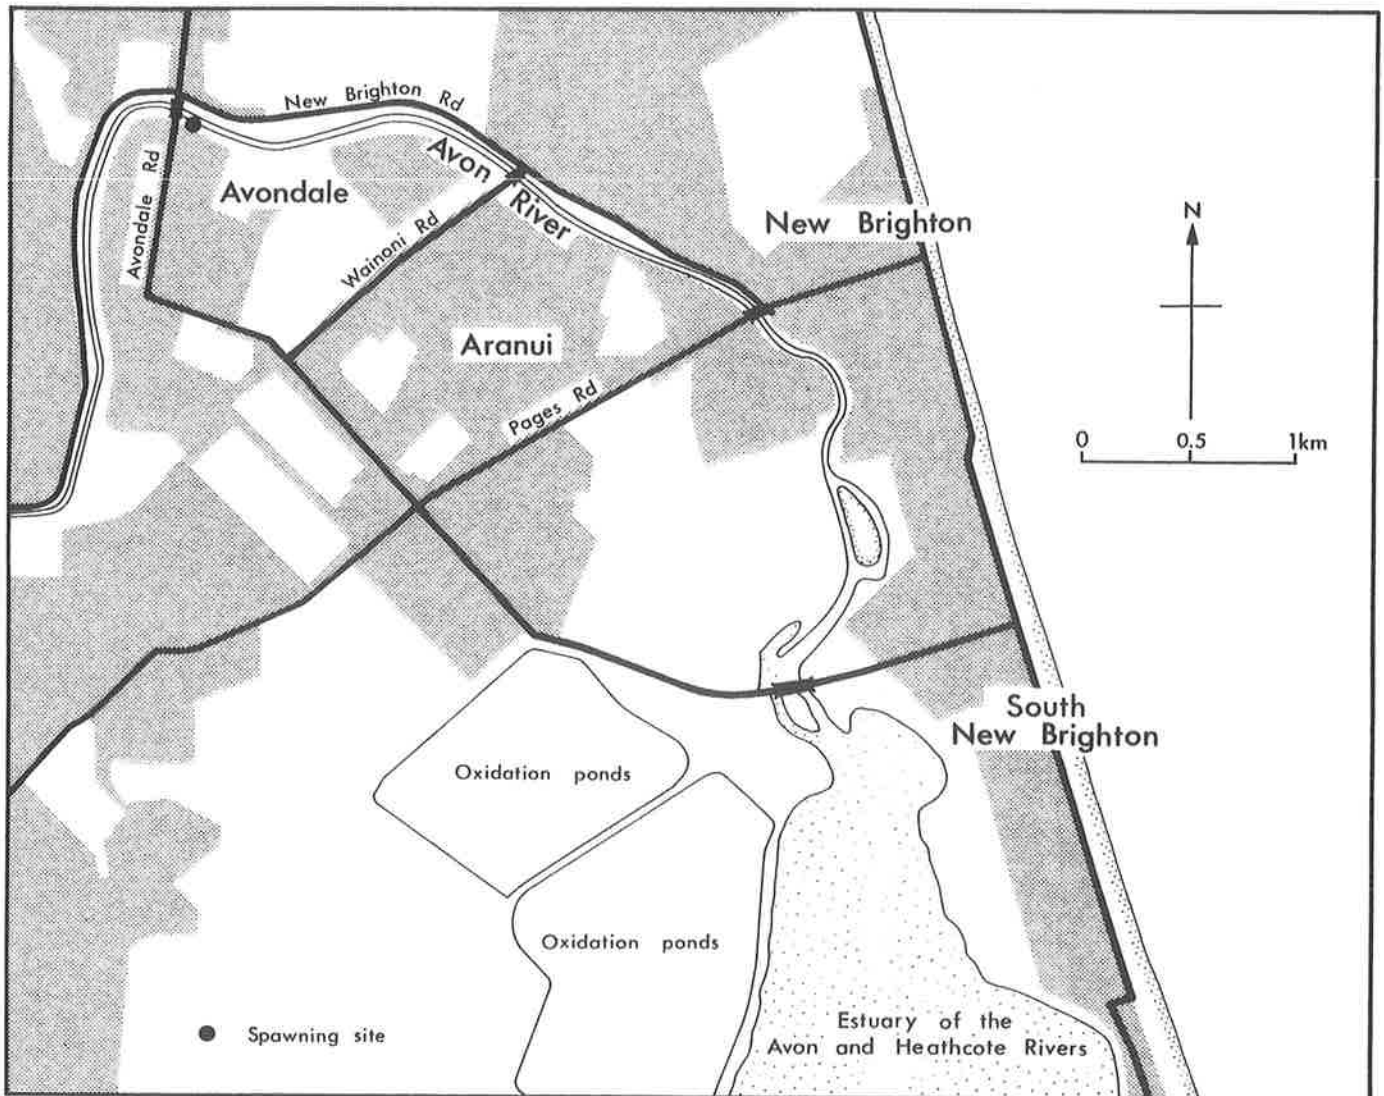 New Brighton Rd
Avon
River
Avondale Rd
Avondale
Wainoni Rd
New Brighton
N
Aranui
Pages Rd
0 0.5 1km
South
New Brighton
Oxidation ponds
Oxidation ponds
Spawning site
Estuary of the
Avon and Heathcote Rivers